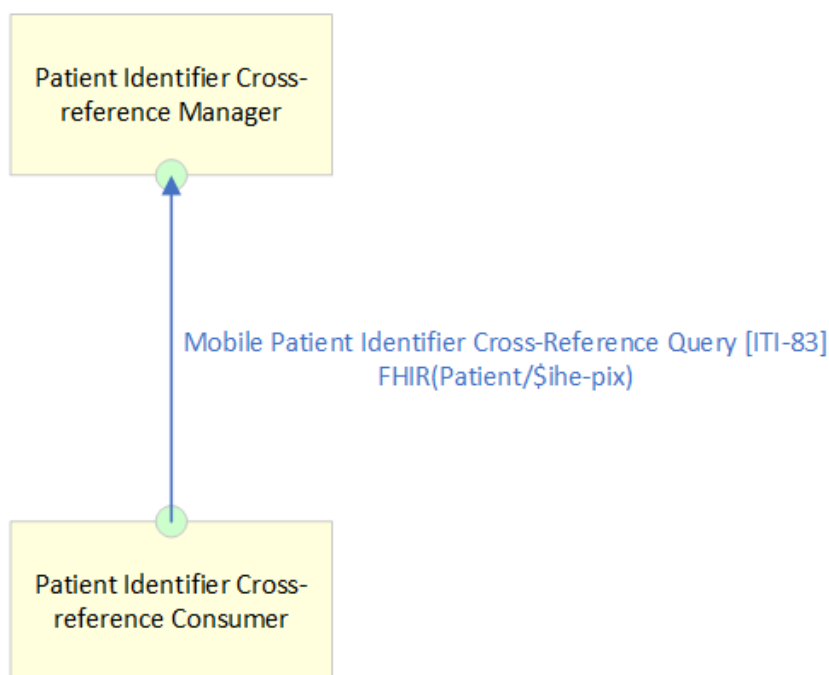 Patient Identifier Cross-
reference Manager
Mobile Patient Identifier Cross-Reference Query [ITI-83]
FHIR(Patient/$ihe-pix)
Patient Identifier Cross-
reference Consumer